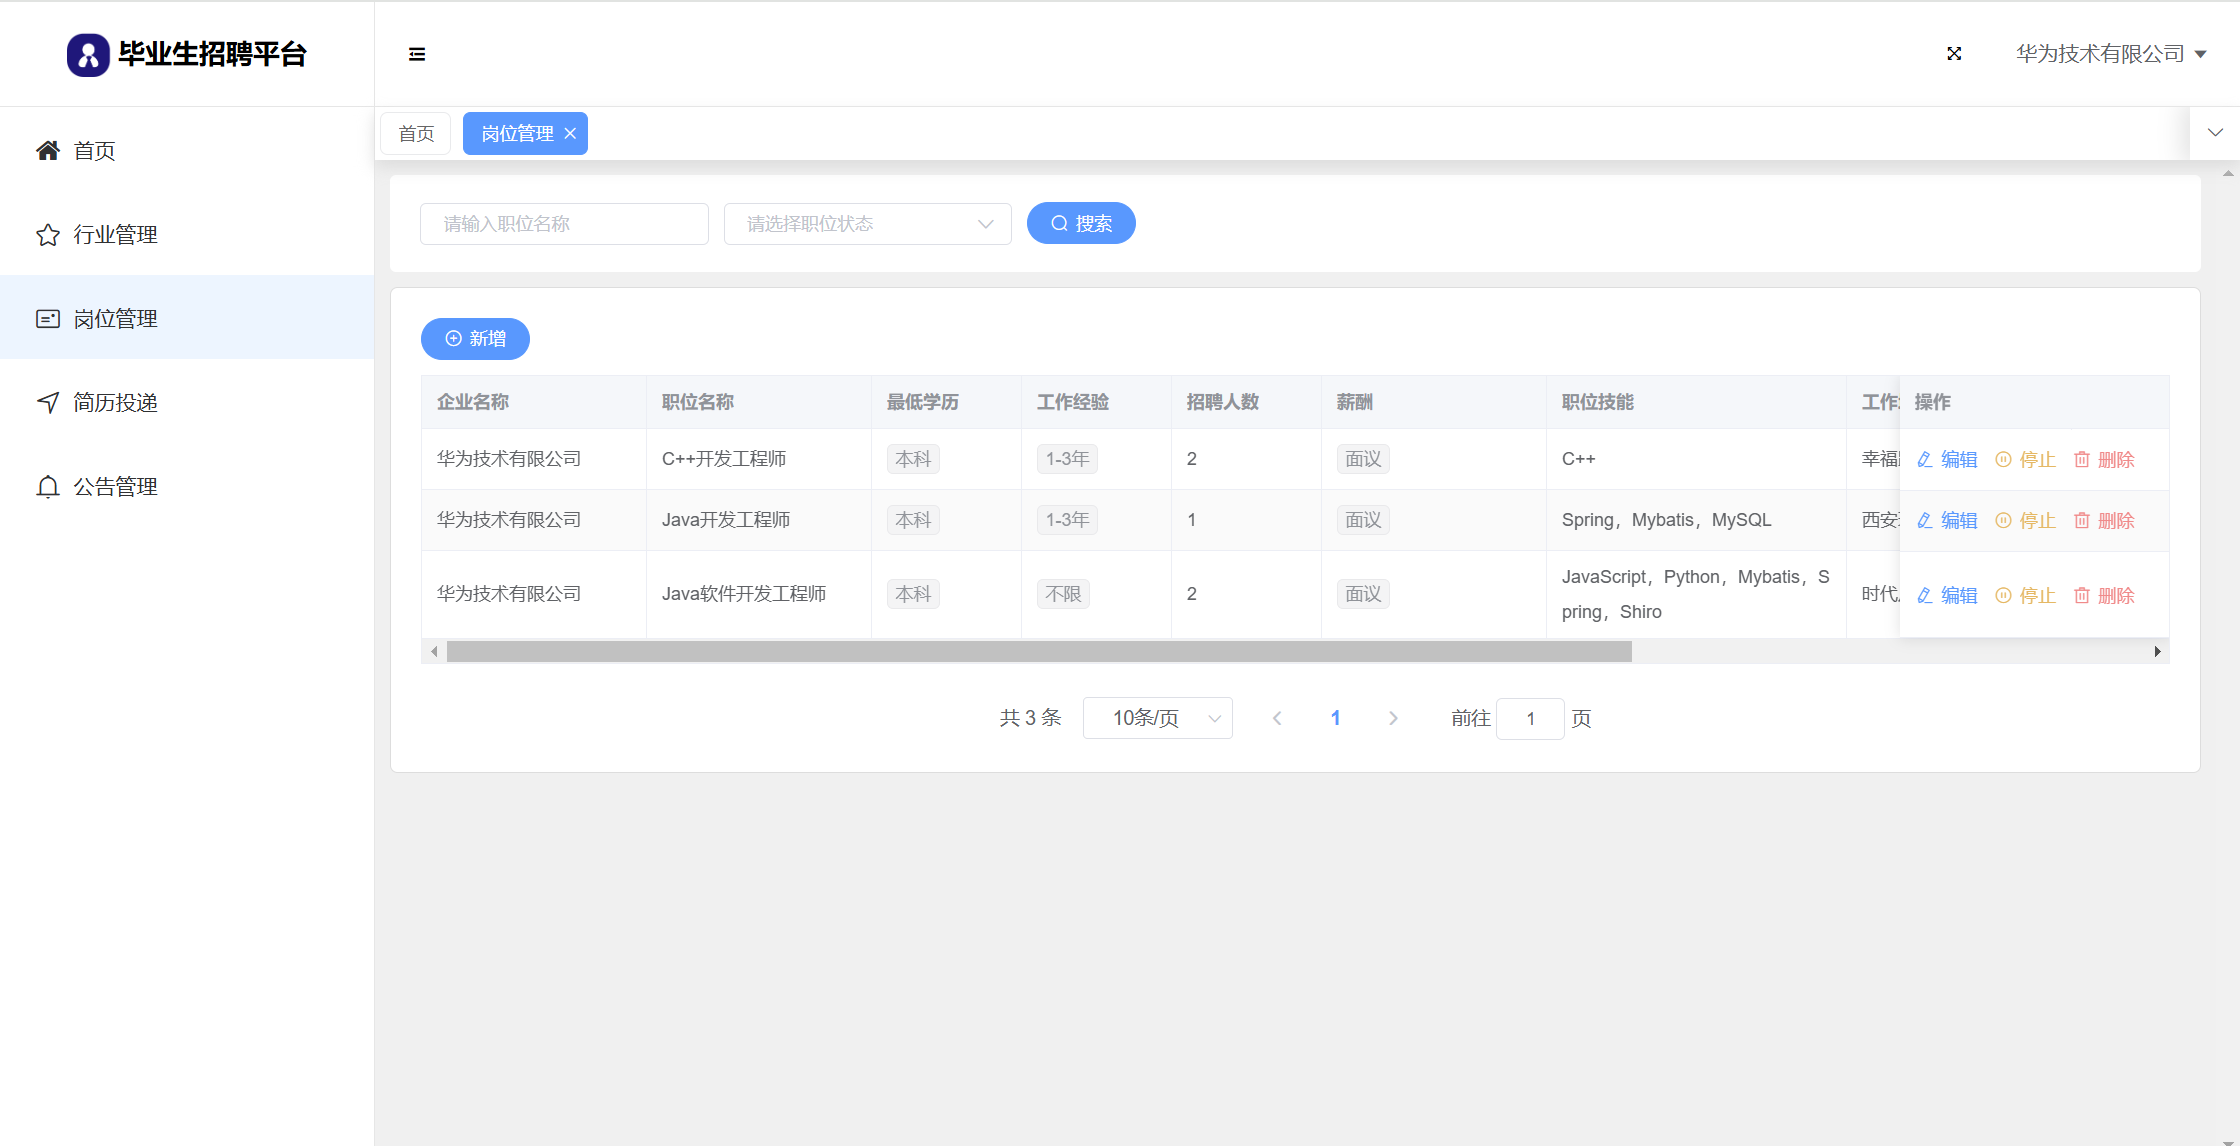 毕业生招聘平台
华为技术有限公司
首页
行业管理
岗位管理
简历投递
公告管理
首页 岗位管理
请输入职位名称 请选择职位状态 搜索
新增
企业名称 职位名称 最低学历 工作经验 招聘人数 薪酬 职位技能 工作 操作
华为技术有限公司 C++开发工程师 本科 1-3年 2 面议 C++ 幸福 编辑 停止 删除
华为技术有限公司 Java开发工程师 本科 1-3年 1 面议 Spring，Mybatis，MySQL 西安 编辑 停止 删除
华为技术有限公司 Java软件开发工程师 本科 不限 2 面议 JavaScript，Python，Mybatis，S 时代 编辑 停止 删除
pring，Shiro
共 3 条 10条/页 1 前往 1 页